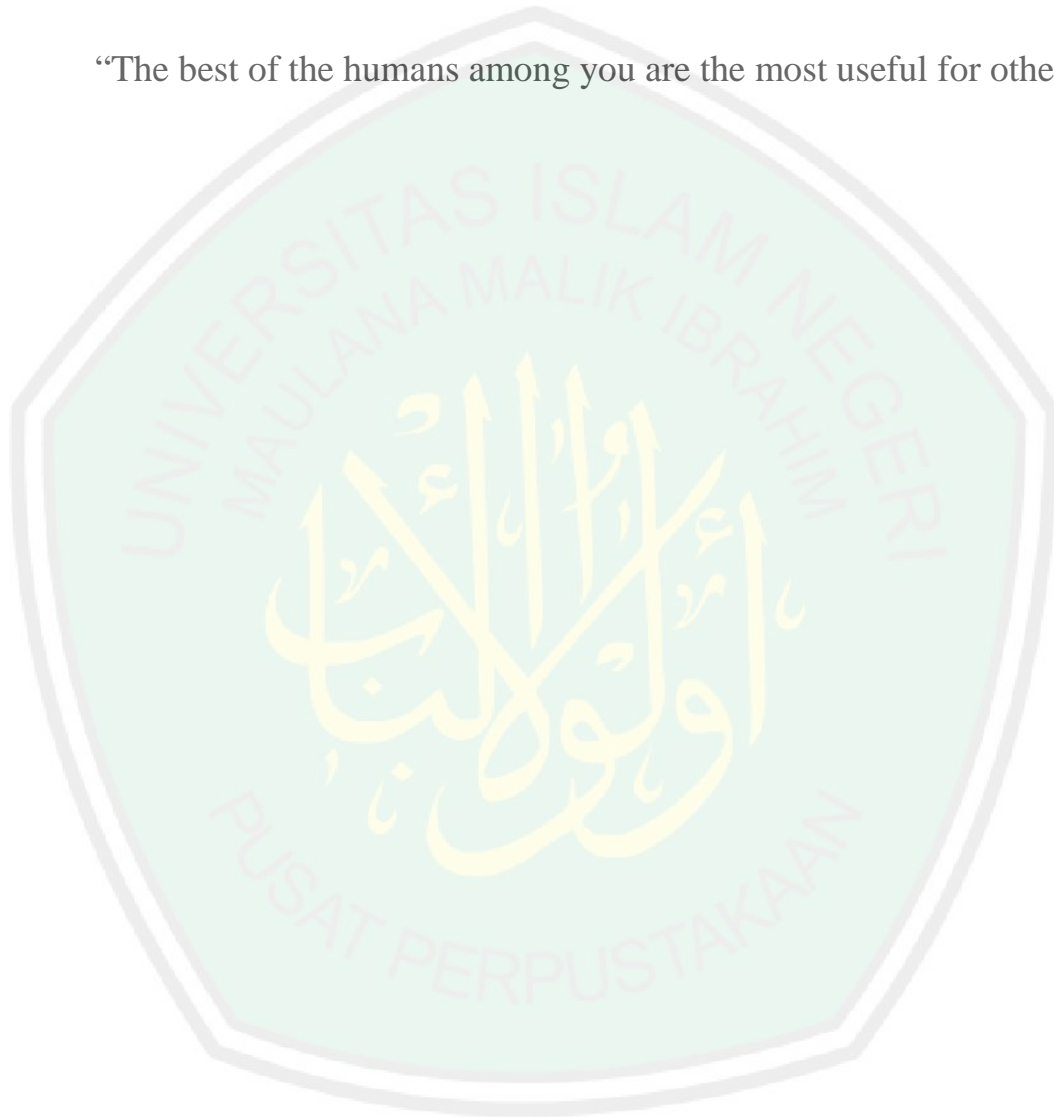 “The best of the humans among you are the most useful for othe
UNIVERSITAS ISLAM NEGERI
MAULANA MALIK IBRAHIM
أولوا الألباب
PUSAT PERPUSTAKAAN